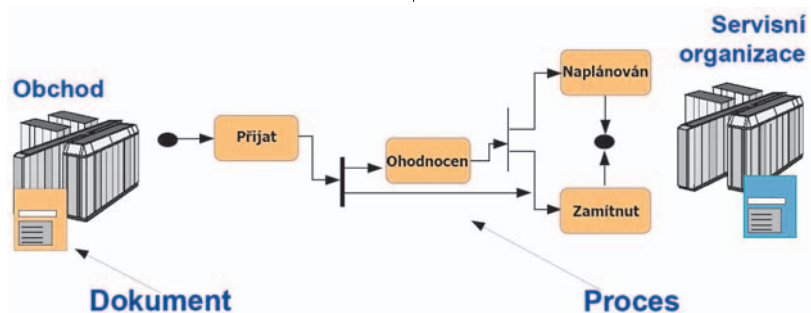 Servisní
organizace
Obchod
Naplánován
Přijat
Ohodnocen
Zamítnut
Dokument
Proces